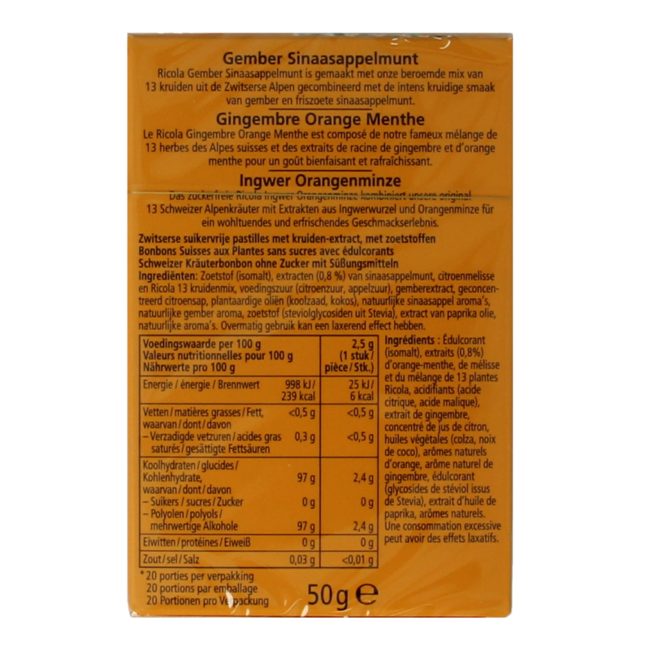 Gember Sinaasappelmunt
Ricola Gember Sinaasappelmunt is gemaakt met onze beroemde mix van
13 kruiden uit de Zwitserse Alpen gecombineerd met de intens kruidige smaak
van gember en friszoete sinaasappelmunt.
Gingembre Orange Menthe
Le Ricola Gingembre Orange Menthe est composé de notre fameux mélange de
13 herbes des Alpes suisses et des extraits de racine de gingembre et d'orange
menthe pour un goût bienfaisant et rafraîchissant.
Ingwer Orangenminze
Das zuckerfreie Ricola Ingwer Orangenminze kombiniert unsere original
13 Schweizer Alpenkräuter mit Extrakten aus Ingwerwurzel und Orangenminze für
ein wohltuendes und erfrischendes Geschmackserlebnis.
Zwitserse suikervrije pastilles met kruiden-extract, met zoetstoffen
Bonbons Suisses aux Plantes sans sucres avec édulcorants
Schweizer Kräuterbonbon ohne Zucker mit Süßungsmitteln
Ingrediënten: Zoetstof (isomalt), extracten (0,8 %) van sinaasappelmunt, citroenmelisse
en Ricola 13 kruidenmix, voedingszuur (citroenzuur, appelzuur), gemberextract, geconcen-
treerd citroensap, plantaardige oliën (koolzaad, kokos), natuurlijke sinaasappel aroma's,
natuurlijke gember aroma, zoetstof (steviolglycosiden uit Stevia), extract van paprika olie,
natuurlijke aroma's. Overmatig gebruik kan een laxerend effect hebben.
Voedingswaarde per 100 g 2,5 g
Valeurs nutritionnelles pour 100 g (1 stuk/
Nährwerte pro 100 g pièce/Stk.)
Energie / énergie / Brennwert 998 kJ/ 25 kJ/
239 kcal 6 kcal
Vetten / matières grasses / Fett, <0,5 g <0,5 g
waarvan / dont / davon
– Verzadigde vetzuren / acides gras 0,3 g <0,5 g
saturés / gesättigte Fettsäuren
Koolhydraten / glucides /
Kohlenhydrate, 97 g 2,4 g
waarvan / dont / davon
– Suikers / sucres / Zucker 0 g 0 g
– Polyolen / polyols /
mehrwertige Alkohole 97 g 2,4 g
Eiwitten / protéines / Eiweiß 0 g 0 g
Zout / sel / Salz 0,03 g <0,01 g
* 20 porties per verpakking
20 portions par emballage
20 Portionen pro Verpackung
50 g ℮
Ingrédients : Édulcorant
(isomalt), extraits (0,8%)
d'orange-menthe, de mélisse
et du mélange de 13 plantes
Ricola, acidifiants (acide
citrique, acide malique),
extrait de gingembre,
concentré de jus de citron,
huiles végétales (colza, noix
de coco), arômes naturels
d'orange, arôme naturel de
gingembre, édulcorant
(glycosides de stéviol issus
de Stevia), extrait d'huile de
paprika, arômes naturels.
Une consommation excessive
peut avoir des effets laxatifs.